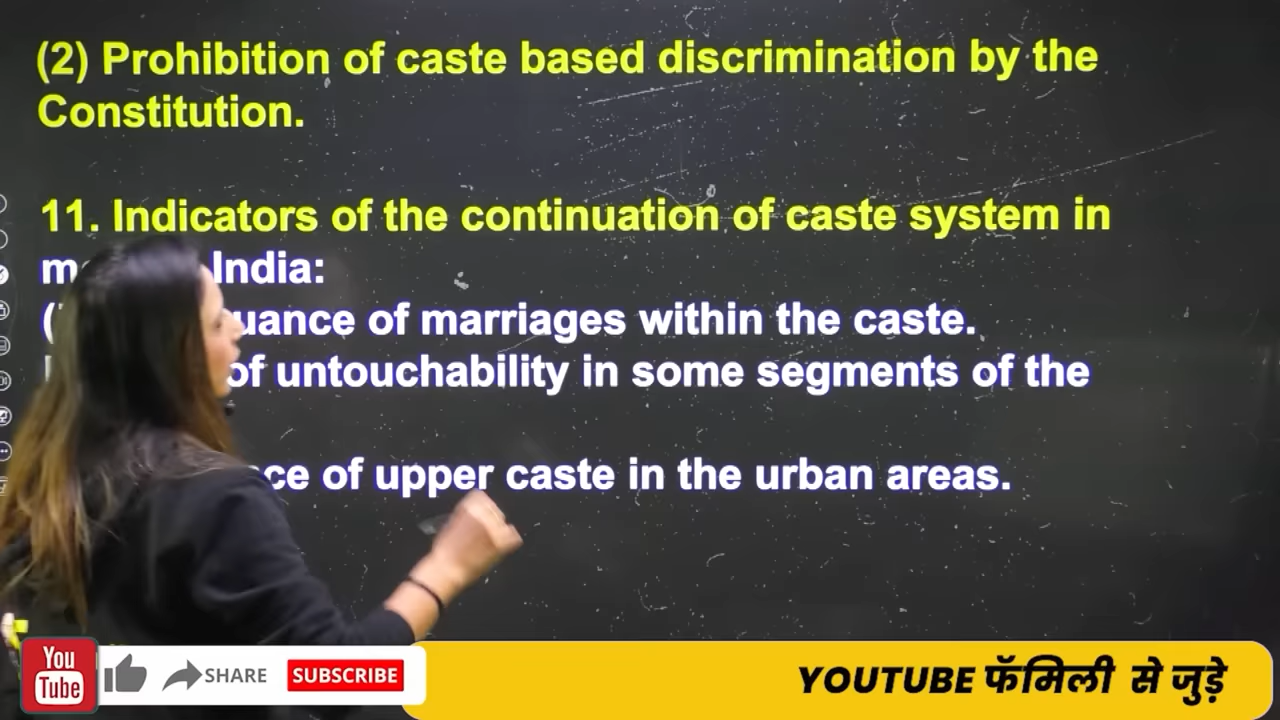 (2) Prohibition of caste based discrimination by the
Constitution.
11. Indicators of the continuation of caste system in
India:
of marriages within the caste.
of untouchability in some segments of the
of upper caste in the urban areas.
You
Tube
SHARE
SUBSCRIBE
YOUTUBE फॅमिली से जुड़े